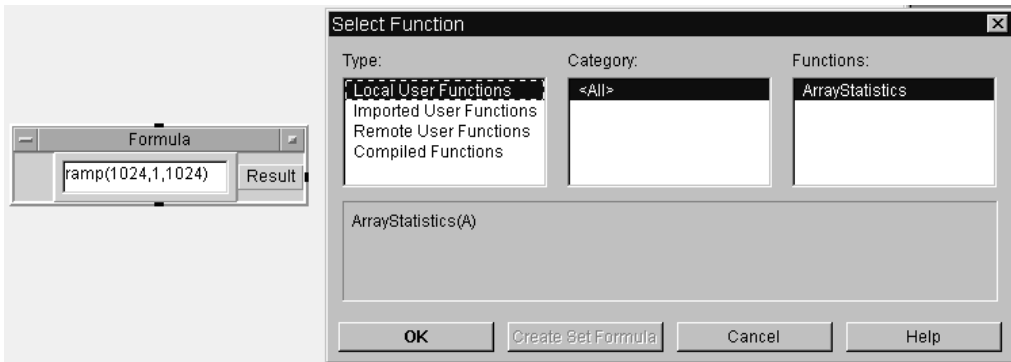 Select Function
Type:
Category:
Functions:
Local User Functions
<All>
ArrayStatistics
Imported User Functions
Remote User Functions
Compiled Functions
Formula
ramp(1024,1,1024)
Result
ArrayStatistics(A)
OK
Create Set Formula
Cancel
Help